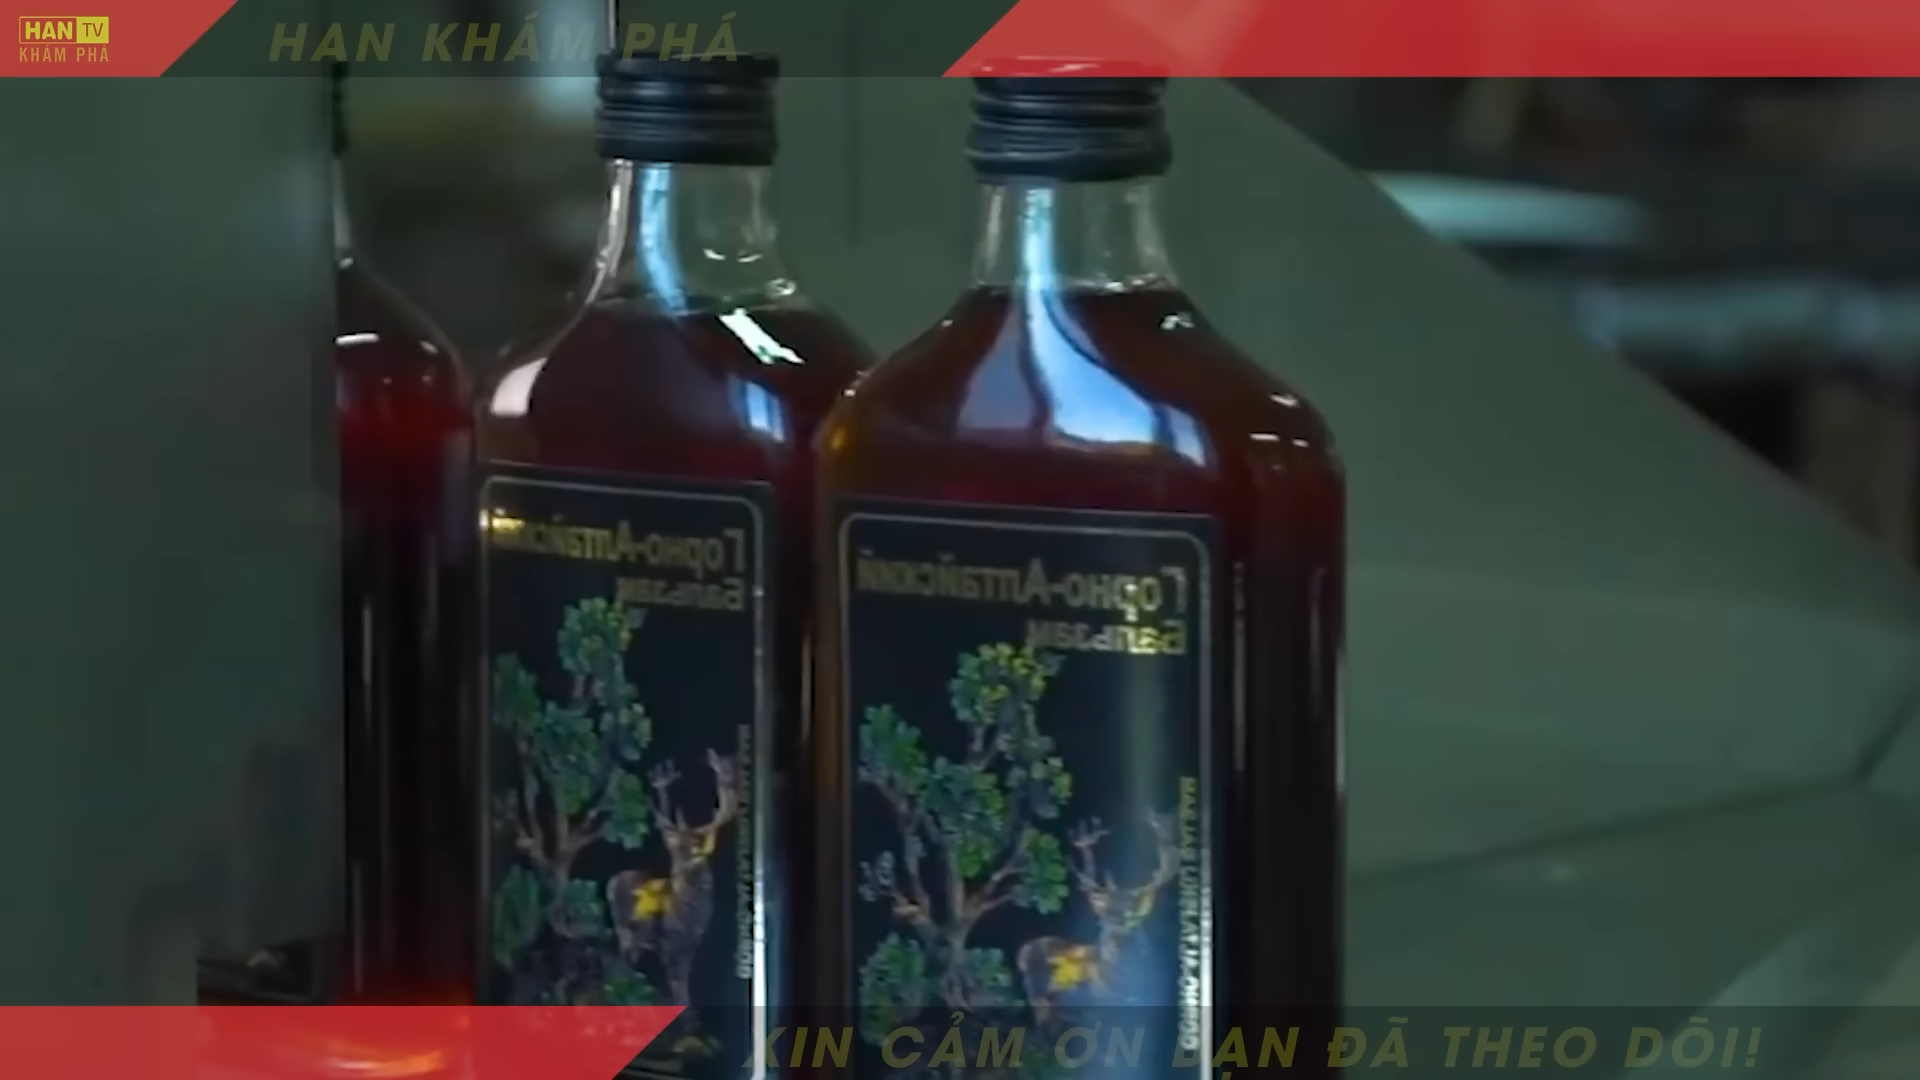 HAN TV
KHÁM PHÁ
HAN KHÁM PHÁ
Горно-Алтайский
Бальзам
Горно-Алтайский
Бальзам
XIN CẢM ƠN BẠN ĐÃ THEO DÕI!